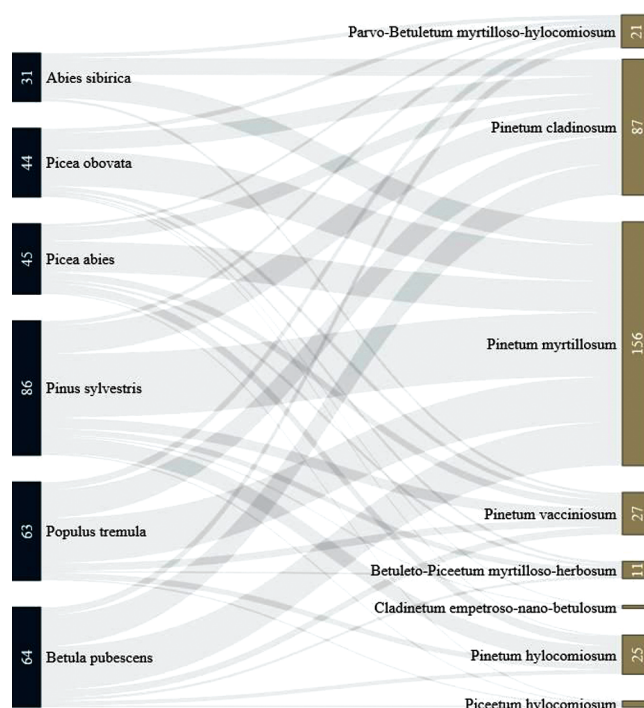 Parvo-Betuletum myrtilloso-hylocomiosum 21
31 Abies sibirica
Pinetum cladinosum 87
44 Picea obovata
45 Picea abies
Pinetum myrtillosum 156
86 Pinus sylvestris
Pinetum vacciniosum 27
63 Populus tremula
Betuleto-Piceetum myrtilloso-herbosum 11
Cladinetum empetroso-nano-betulosum
64 Betula pubescens
Pinetum hylocomiosum 25
Piceetum hylocomiosum